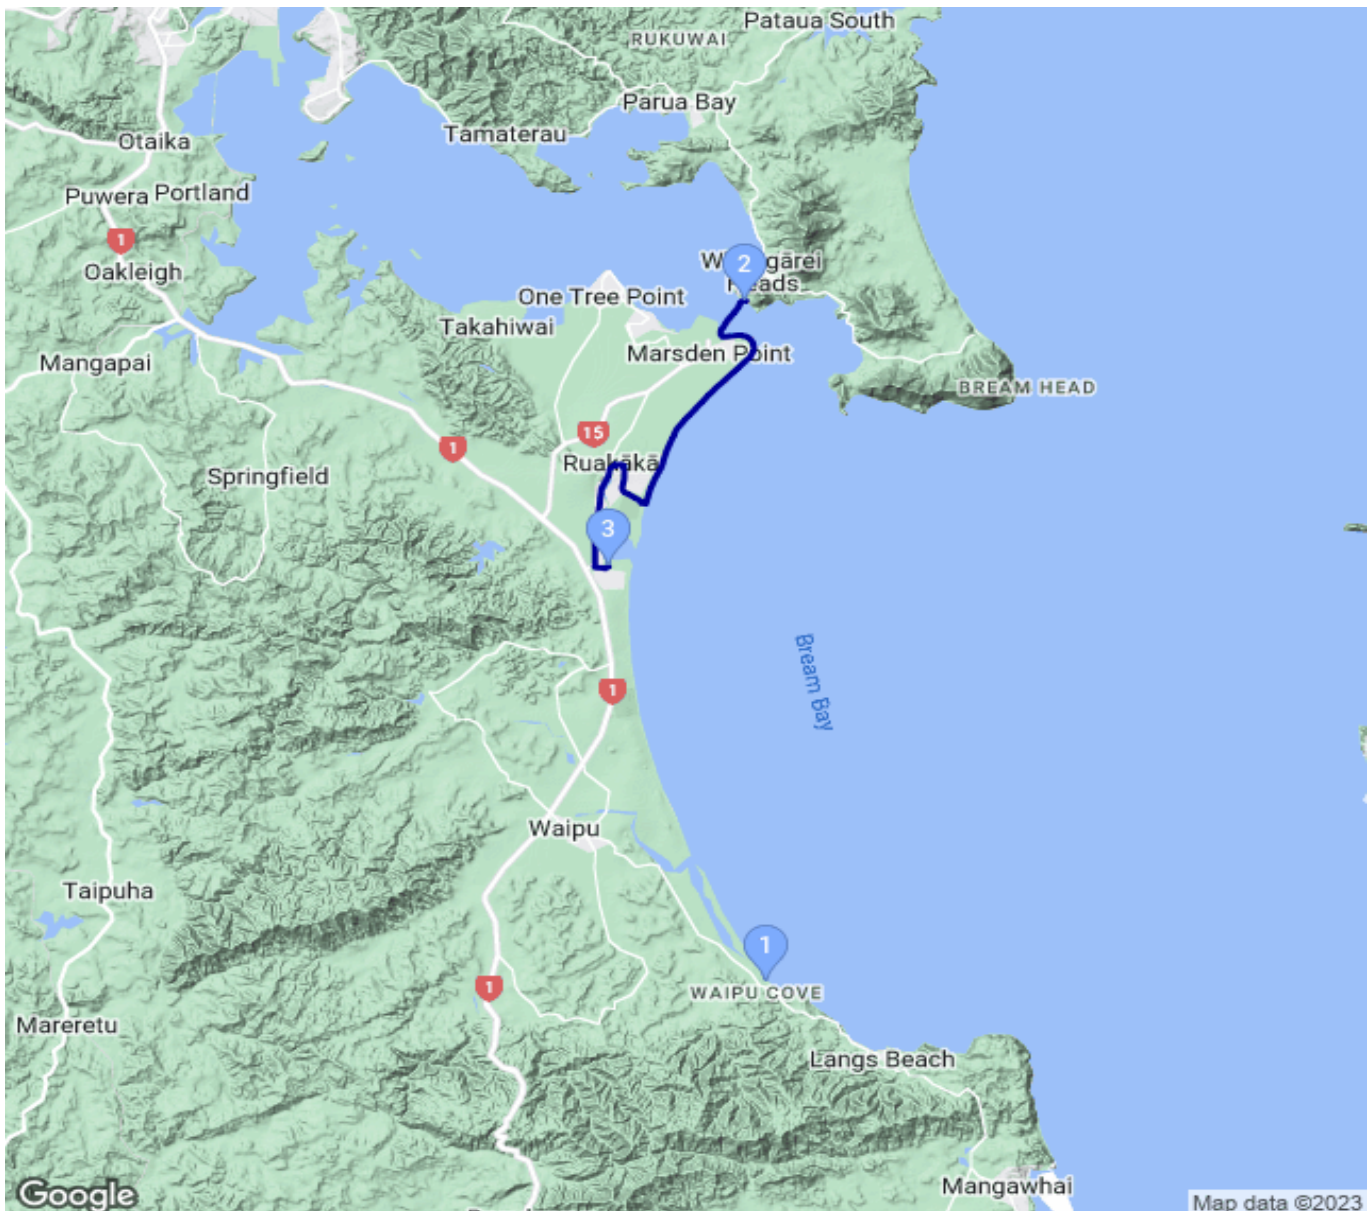 Pataua South
RUKUWAI
Parua Bay
Tamaterau
Otaika
Puwera
Portland
1
Oakleigh
2
Heads
One Tree Point
Takahiwai
Marsden Point
Mangapai
BREAM HEAD
15
1
Ruakākā
Springfield
3
Bream Bay
1
Waipu
Taipuha
1
WAIPU COVE
1
Mareretu
Langs Beach
Mangawhai
Google
Map data ©2023